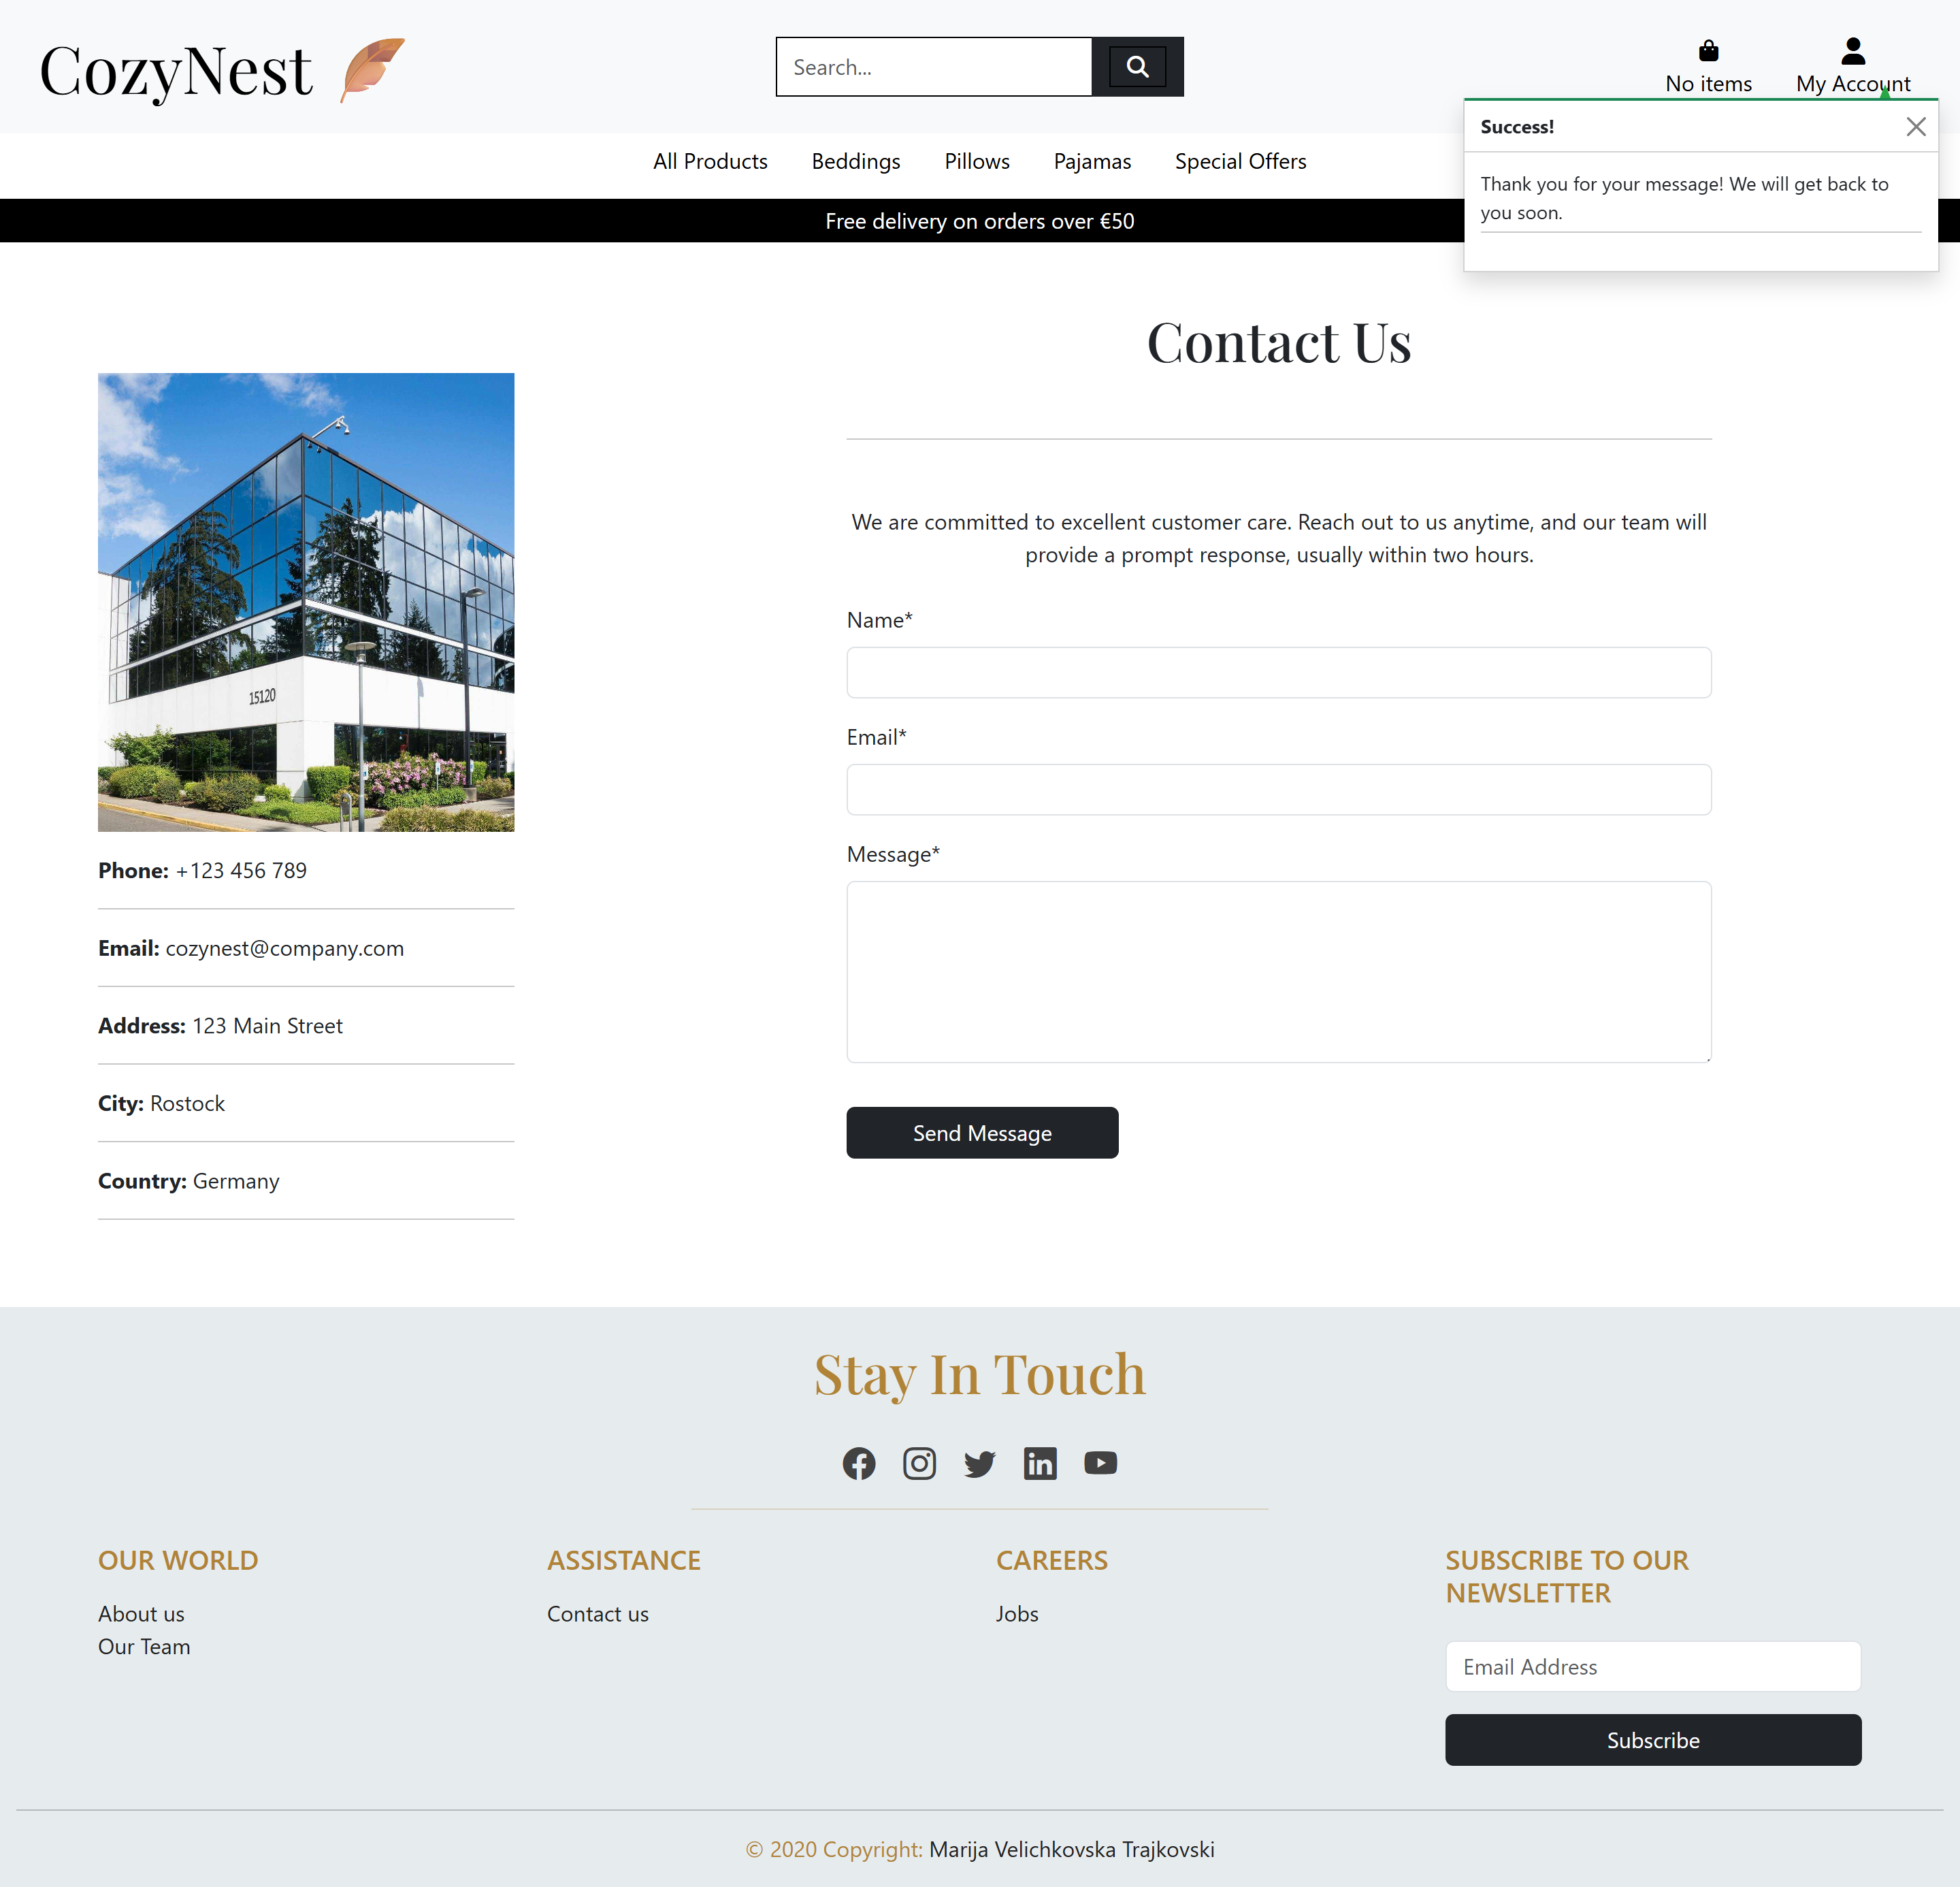 CozyNest
Search...
No items
My Account
Success!
Thank you for your message! We will get back to
you soon.
All Products
Beddings
Pillows
Pajamas
Special Offers
Free delivery on orders over €50
Contact Us
We are committed to excellent customer care. Reach out to us anytime, and our team will
provide a prompt response, usually within two hours.
Name*
Email*
Message*
Send Message
15120
Phone: +123 456 789
Email: cozynest@company.com
Address: 123 Main Street
City: Rostock
Country: Germany
Stay In Touch
OUR WORLD
About us
Our Team
ASSISTANCE
Contact us
CAREERS
Jobs
SUBSCRIBE TO OUR
NEWSLETTER
Email Address
Subscribe
© 2020 Copyright: Marija Velichkovska Trajkovski